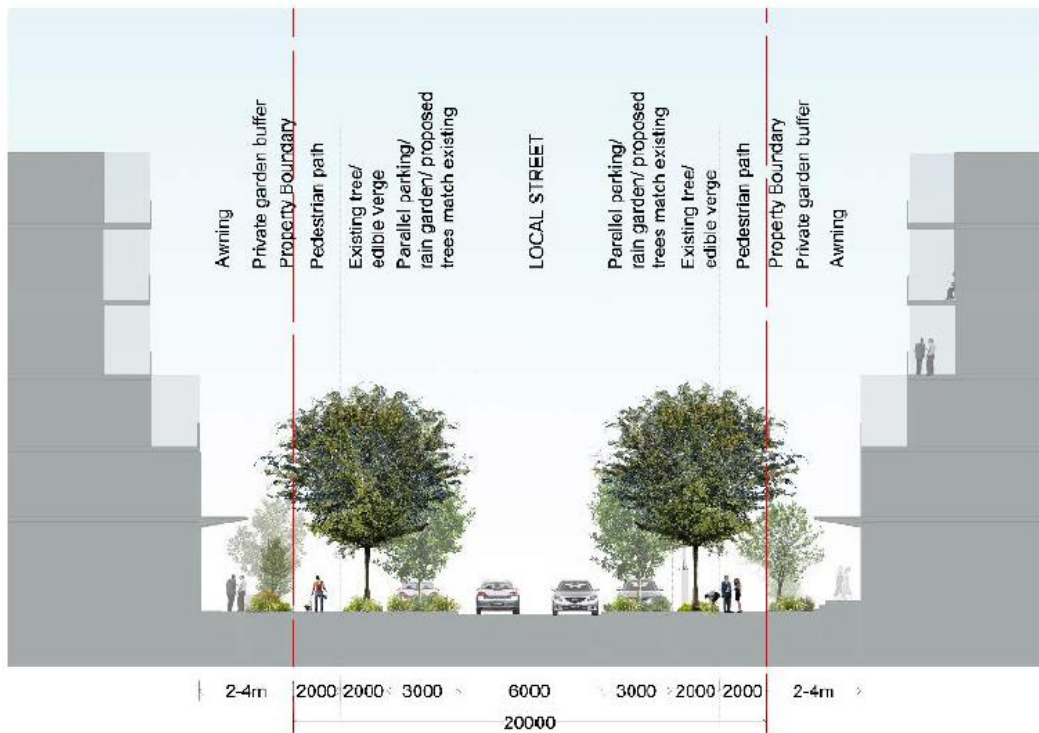 Awning
Private garden buffer
Property Boundary
Pedestrian path
Existing tree/
edible verge
Parallel parking/
rain garden/ proposed
trees match existing
LOCAL STREET
Parallel parking/
rain garden/ proposed
trees match existing
Existing tree/
edible verge
Pedestrian path
Property Boundary
Private garden buffer
Awning
2-4m 2000 2000 3000 6000 3000 2000 2000 2-4m
20000